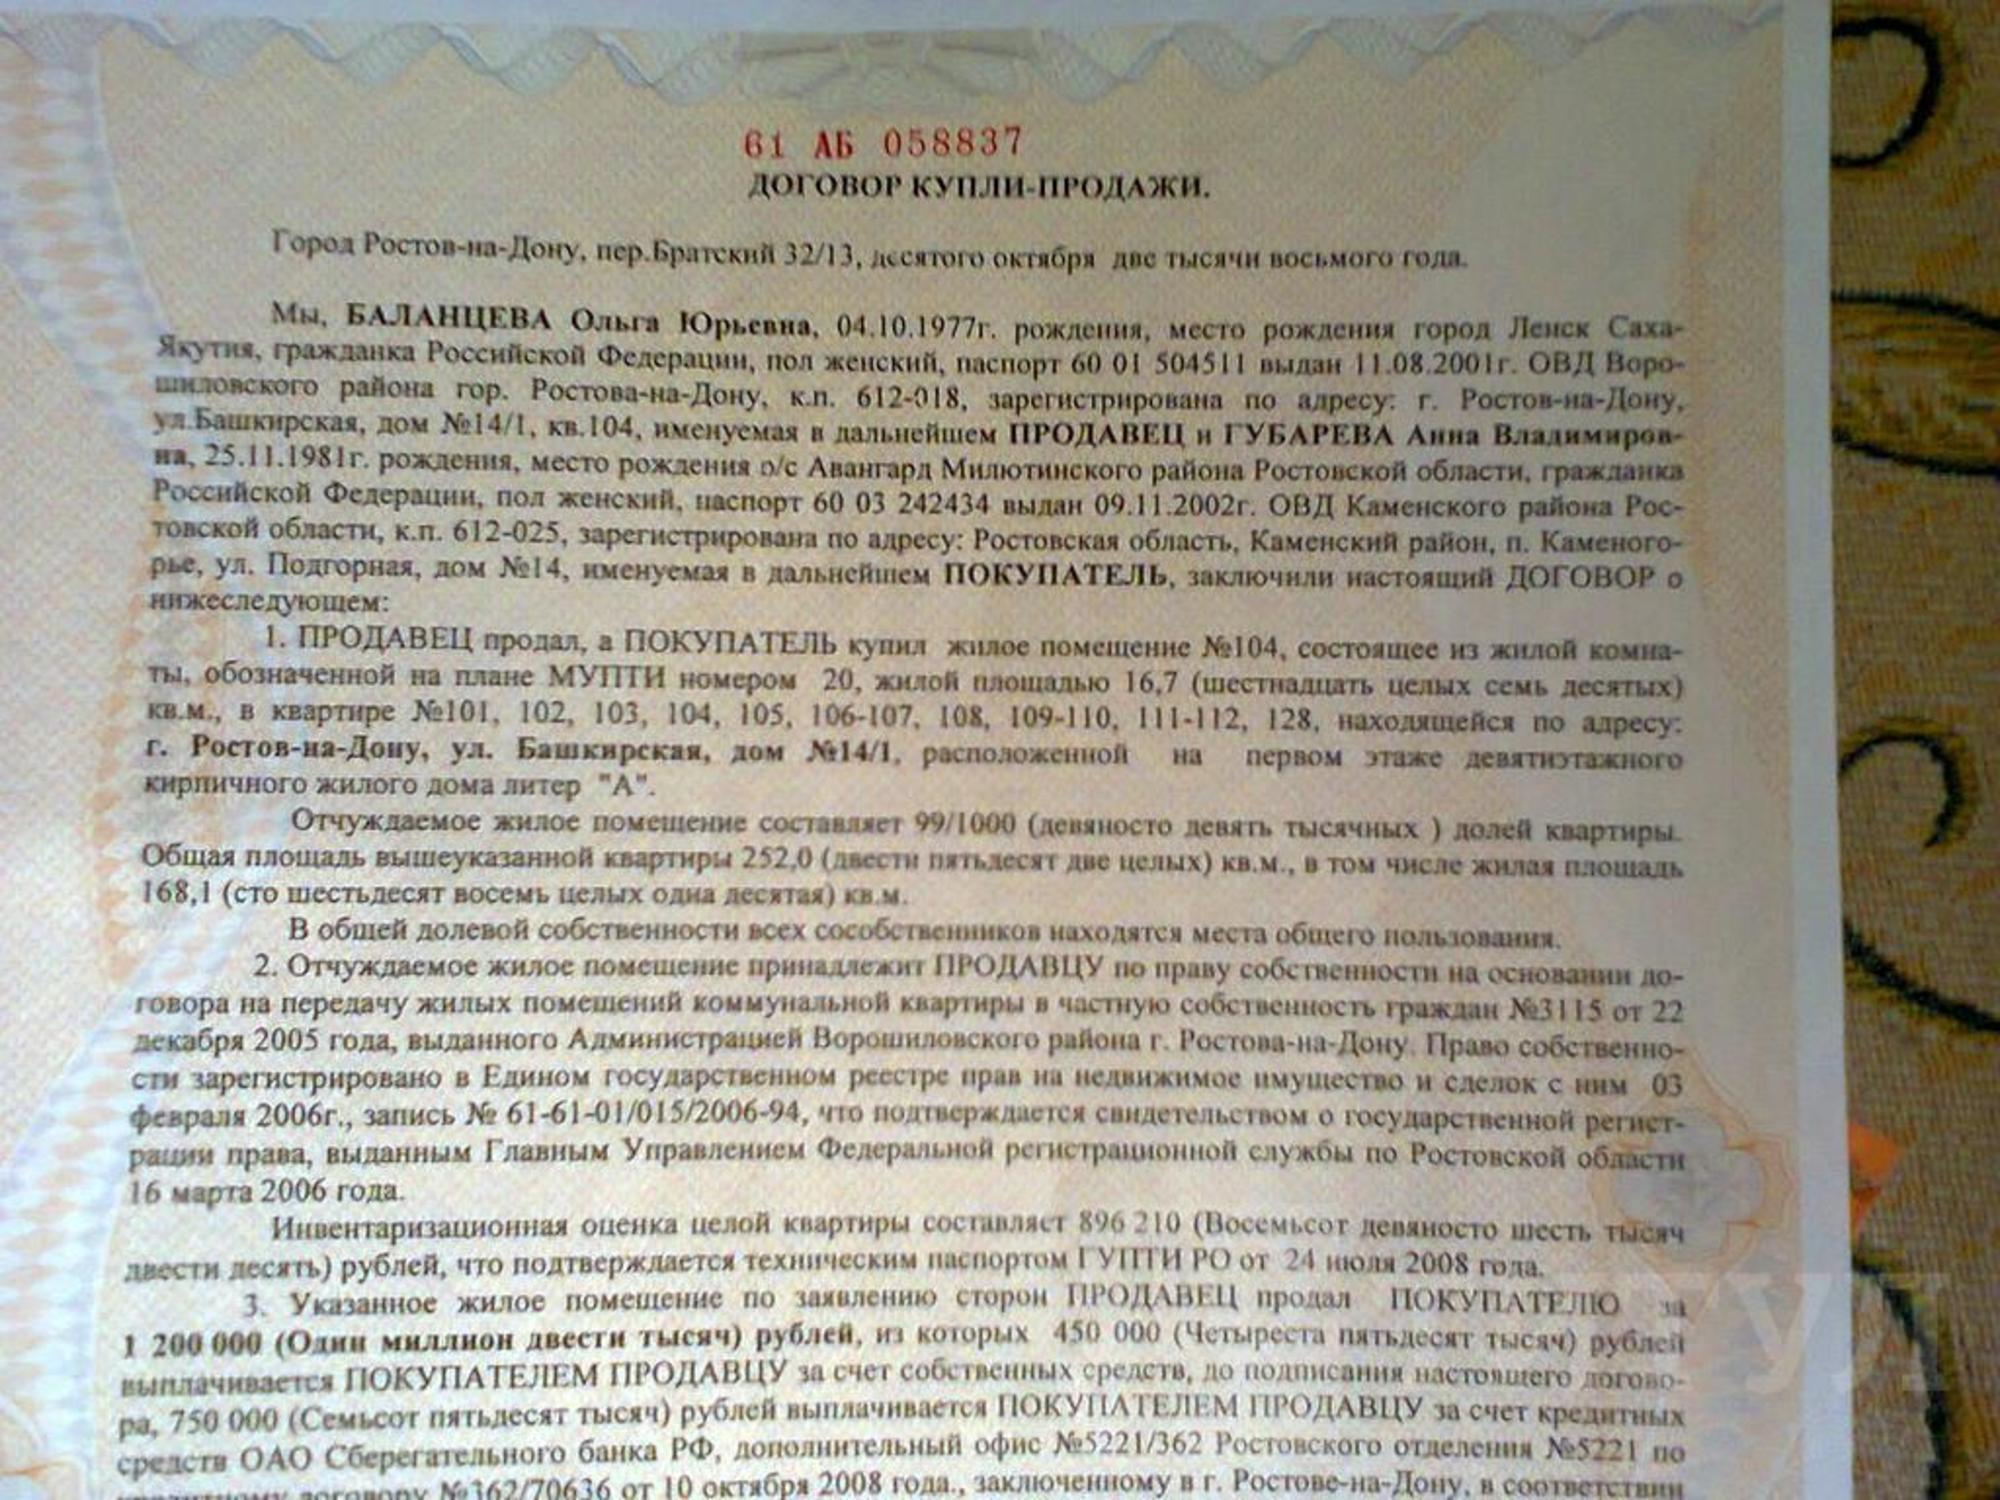 61 АБ 058837
ДОГОВОР КУПЛИ-ПРОДАЖИ.
Город Ростов-на-Дону, пер.Братский 32/13, десятого октября две тысячи восьмого года.
Мы, БАЛАНЦЕВА Ольга Юрьевна, 04.10.1977г. рождения, место рождения город Ленск Саха-
Якутия, гражданка Российской Федерации, пол женский, паспорт 60 01 504511 выдан 11.08.2001г. ОВД Воро-
шиловского района гор. Ростова-на-Дону, к.п. 612-018, зарегистрирована по адресу: г. Ростов-на-Дону,
ул.Башкирская, дом №14/1, кв.104, именуемая в дальнейшем ПРОДАВЕЦ и ГУБАРЕВА Анна Владимиров-
на, 25.11.1981г. рождения, место рождения о/с Авангард Милютинского района Ростовской области, гражданка
Российской Федерации, пол женский, паспорт 60 03 242434 выдан 09.11.2002г. ОВД Каменского района Рос-
товской области, к.п. 612-025, зарегистрирована по адресу: Ростовская область, Каменский район, п. Каменого-
рье, ул. Подгорная, дом №14, именуемая в дальнейшем ПОКУПАТЕЛЬ, заключили настоящий ДОГОВОР о
нижеследующем:
1. ПРОДАВЕЦ продал, а ПОКУПАТЕЛЬ купил жилое помещение №104, состоящее из жилой комна-
ты, обозначенной на плане МУПТИ номером 20, жилой площадью 16,7 (шестнадцать целых семь десятых)
кв.м., в квартире №101, 102, 103, 104, 105, 106-107, 108, 109-110, 111-112, 128, находящейся по адресу:
г. Ростов-на-Дону, ул. Башкирская, дом №14/1, расположенной на первом этаже девятиэтажного
кирпичного жилого дома литер "А".
Отчуждаемое жилое помещение составляет 99/1000 (девяносто девять тысячных ) долей квартиры.
Общая площадь вышеуказанной квартиры 252,0 (двести пятьдесят две целых) кв.м., в том числе жилая площадь
168,1 (сто шестьдесят восемь целых одна десятая) кв.м.
В общей долевой собственности всех сособственников находятся места общего пользования.
2. Отчуждаемое жилое помещение принадлежит ПРОДАВЦУ по праву собственности на основании до-
говора на передачу жилых помещений коммунальной квартиры в частную собственность граждан №3115 от 22
декабря 2005 года, выданного Администрацией Ворошиловского района г. Ростова-на-Дону. Право собственно-
сти зарегистрировано в Едином государственном реестре прав на недвижимое имущество и сделок с ним 03
февраля 2006г., запись № 61-61-01/015/2006-94, что подтверждается свидетельством о государственной регист-
рации права, выданным Главным Управлением Федеральной регистрационной службы по Ростовской области
16 марта 2006 года.
Инвентаризационная оценка целой квартиры составляет 896 210 (Восемьсот девяносто шесть тысяч
двести десять) рублей, что подтверждается техническим паспортом ГУПТИ РО от 24 июля 2008 года.
3. Указанное жилое помещение по заявлению сторон ПРОДАВЕЦ продал ПОКУПАТЕЛЮ за
1 200 000 (Один миллион двести тысяч) рублей, из которых 450 000 (Четыреста пятьдесят тысяч) рублей
выплачивается ПОКУПАТЕЛЕМ ПРОДАВЦУ за счет собственных средств, до подписания настоящего догово-
ра, 750 000 (Семьсот пятьдесят тысяч) рублей выплачивается ПОКУПАТЕЛЕМ ПРОДАВЦУ за счет кредитных
средств ОАО Сберегательного банка РФ, дополнительный офис №5221/362 Ростовского отделения №5221 по
кредитному договору №362/70636 от 10 октября 2008 года., заключенному в г. Ростове-на-Дону, в соответствии